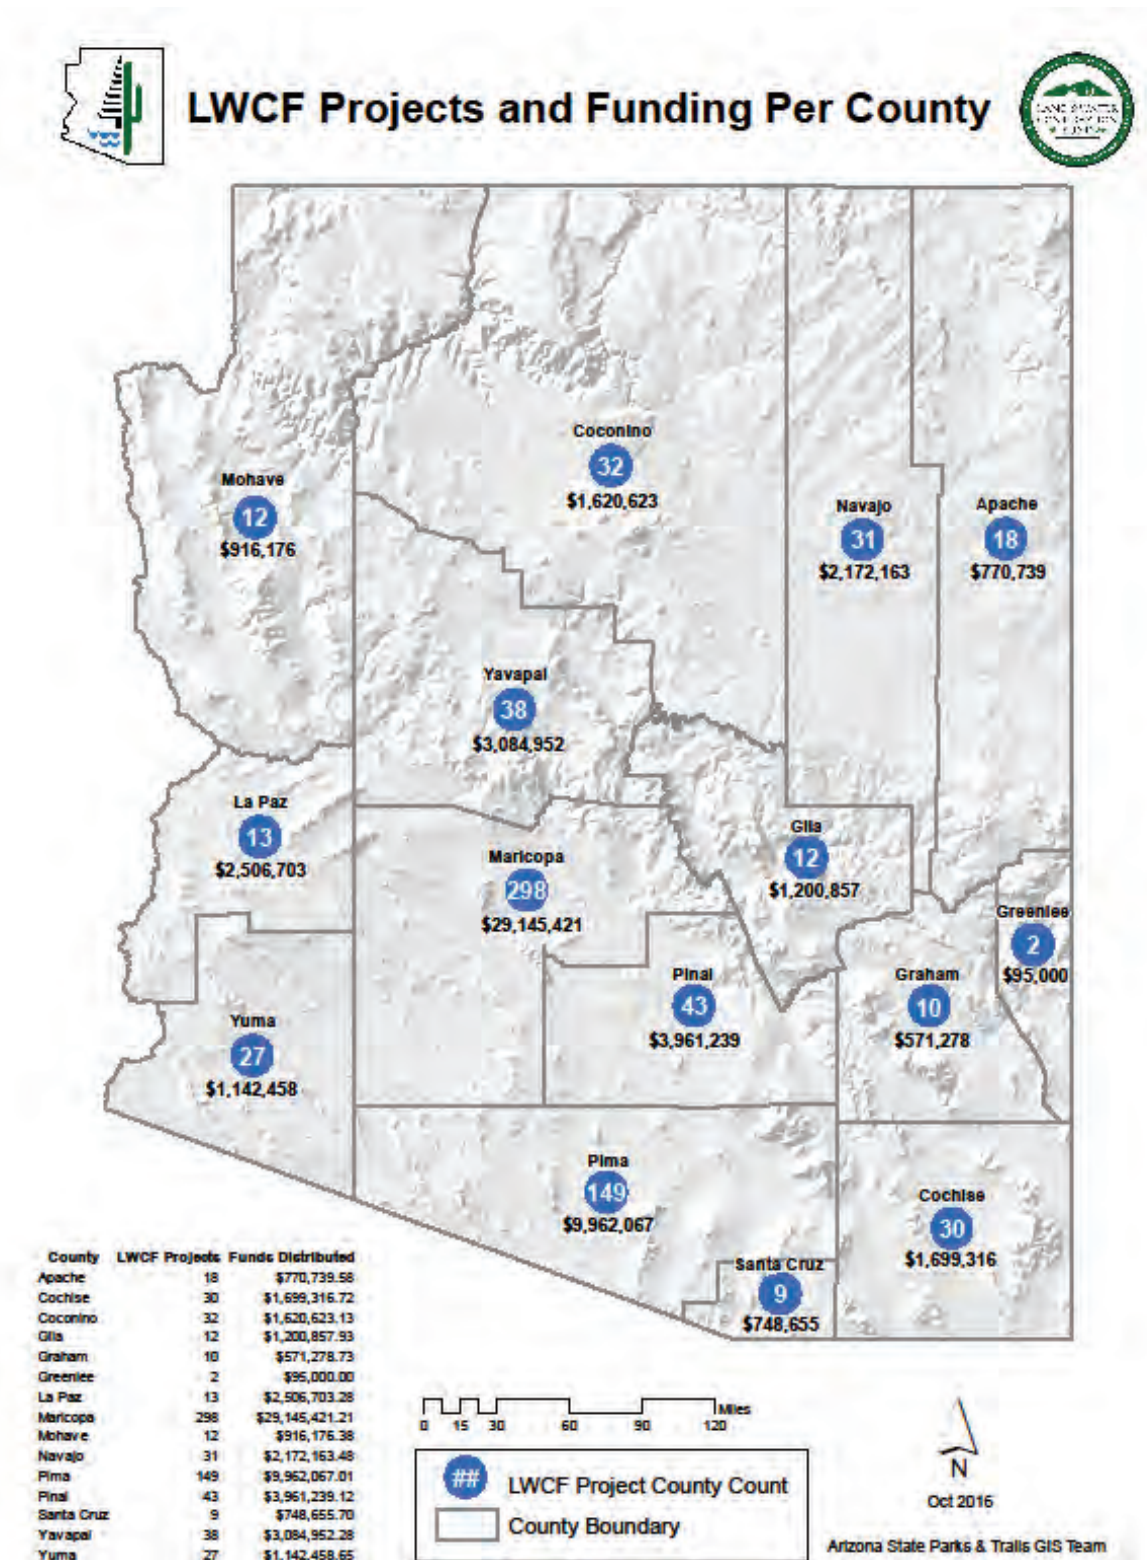 LWCF Projects and Funding Per County
Coconino
32
$1,620,623
Mohave
12
$916,176
Navajo
31
$2,172,163
Apache
18
$770,739
Yavapai
38
$3,084,952
La Paz
13
$2,506,703
Gila
12
$1,200,857
Maricopa
298
$29,145,421
Greenlee
2
$95,000
Pinal
43
$3,961,239
Graham
10
$571,278
Yuma
27
$1,142,458
Pima
149
$9,962,067
Cochise
30
$1,699,316
Santa Cruz
9
$748,655
County LWCF Projects Funds Distributed
Apache 18 $770,739.58
Cochise 30 $1,699,316.72
Coconino 32 $1,620,623.13
Gila 12 $1,200,857.93
Graham 10 $571,278.73
Greenlee 2 $95,000.00
La Paz 13 $2,506,703.28
Maricopa 298 $29,145,421.21
Mohave 12 $916,176.38
Navajo 31 $2,172,163.48
Pima 149 $9,962,067.01
Pinal 43 $3,961,239.12
Santa Cruz 9 $748,655.70
Yavapai 38 $3,084,952.28
Yuma 27 $1,142,458.65
Miles
0 15 30 60 90 120
## LWCF Project County Count
County Boundary
N
Oct 2016
Arizona State Parks & Trails GIS Team